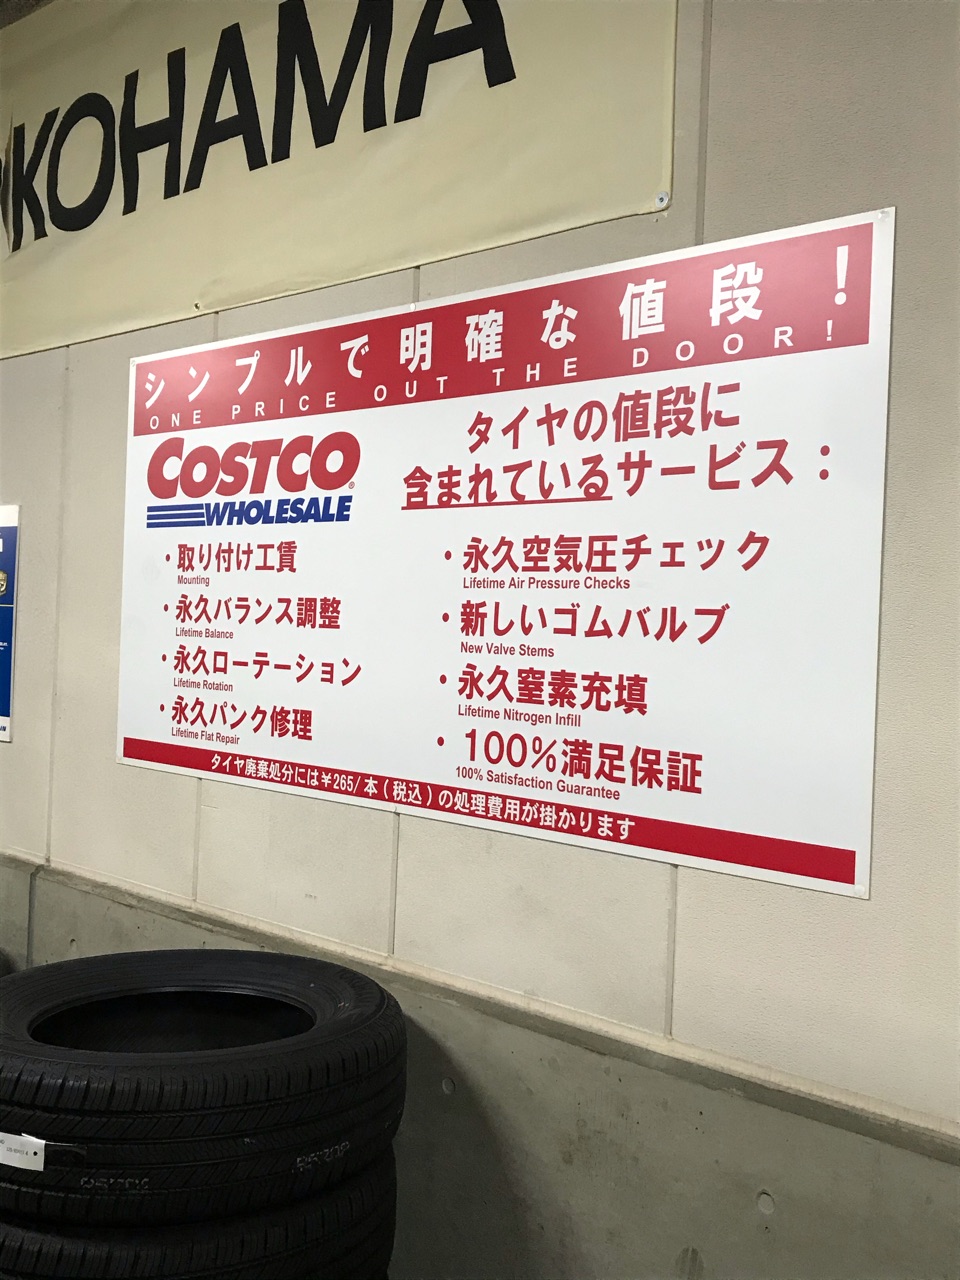 KOHAMA
シンプルで明確な値段！
ONE PRICE OUT THE DOOR!
COSTCO®
WHOLESALE
タイヤの値段に
含まれているサービス：
・取り付け工賃
Mounting
・永久バランス調整
Lifetime Balance
・永久ローテーション
Lifetime Rotation
・永久パンク修理
Lifetime Flat Repair
・永久空気圧チェック
Lifetime Air Pressure Checks
・新しいゴムバルブ
New Valve Stems
・永久窒素充填
Lifetime Nitrogen Infill
・100%満足保証
100% Satisfaction Guarantee
タイヤ廃棄処分には¥265/本(税込)の処理費用が掛かります